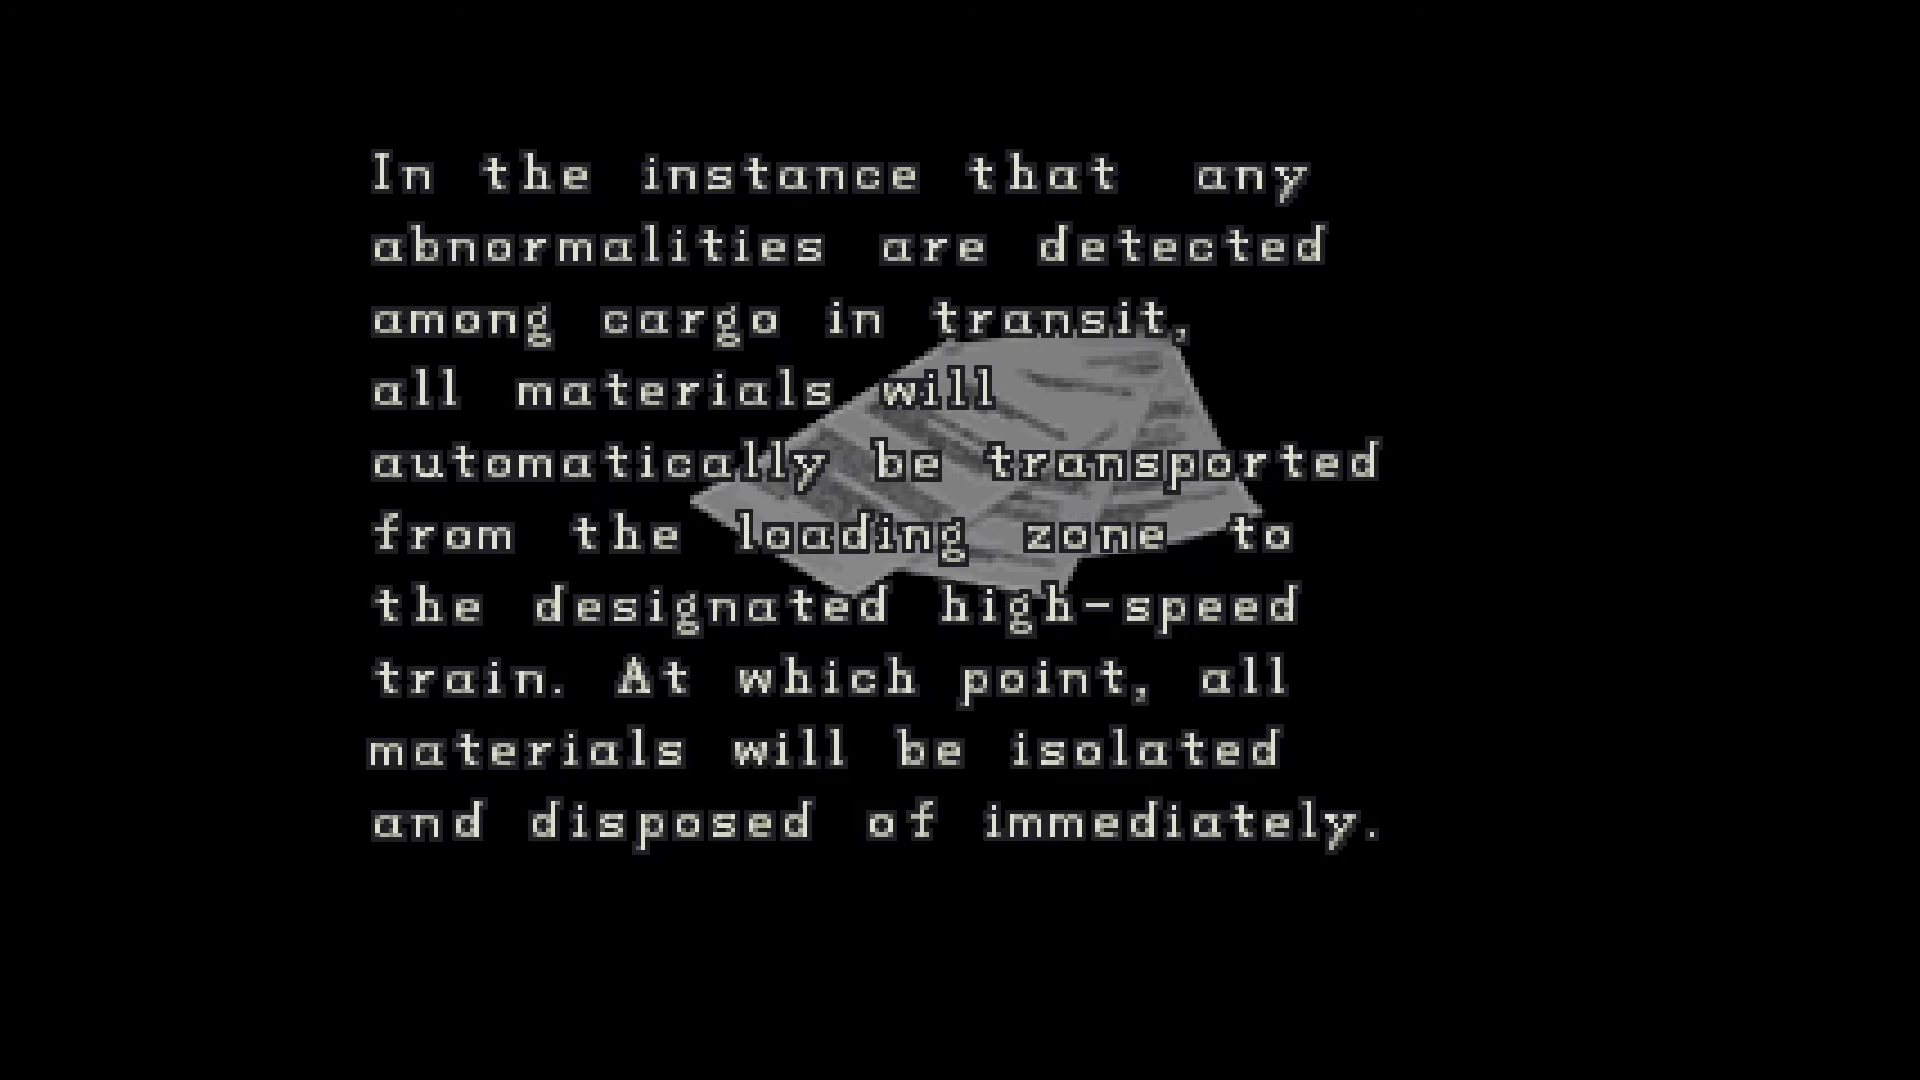 In the instance that any
abnormalities are detected
among cargo in transit,
all materials will
automatically be transported
from the loading zone to
the designated high-speed
train. At which point, all
materials will be isolated
and disposed of immediately.